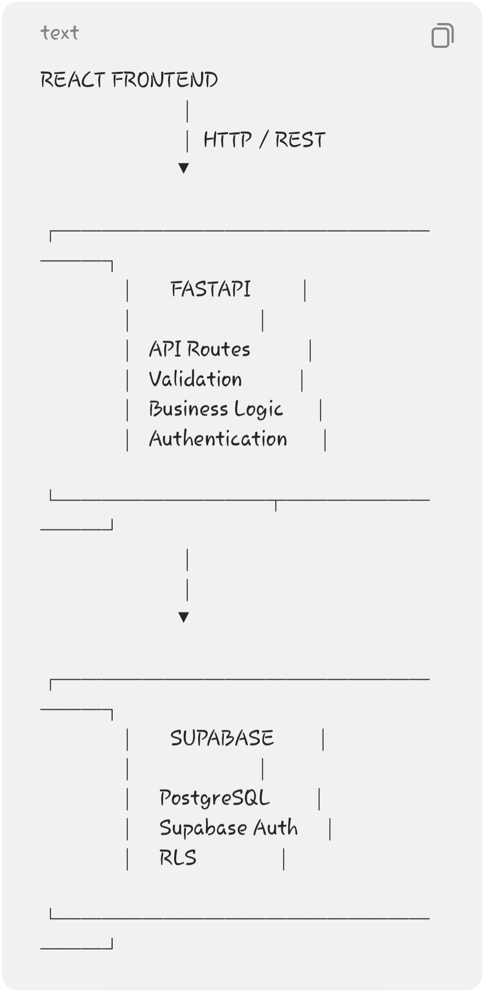 text
REACT FRONTEND
│
│ HTTP / REST
▼
┌─────────────────────
──────┐
│ FASTAPI │
│ │
│ API Routes │
│ Validation │
│ Business Logic │
│ Authentication │
└────────────┬────────
──────┘
│
│
▼
┌─────────────────────
──────┐
│ SUPABASE │
│ │
│ PostgreSQL │
│ Supabase Auth │
│ RLS │
└─────────────────────
──────┘